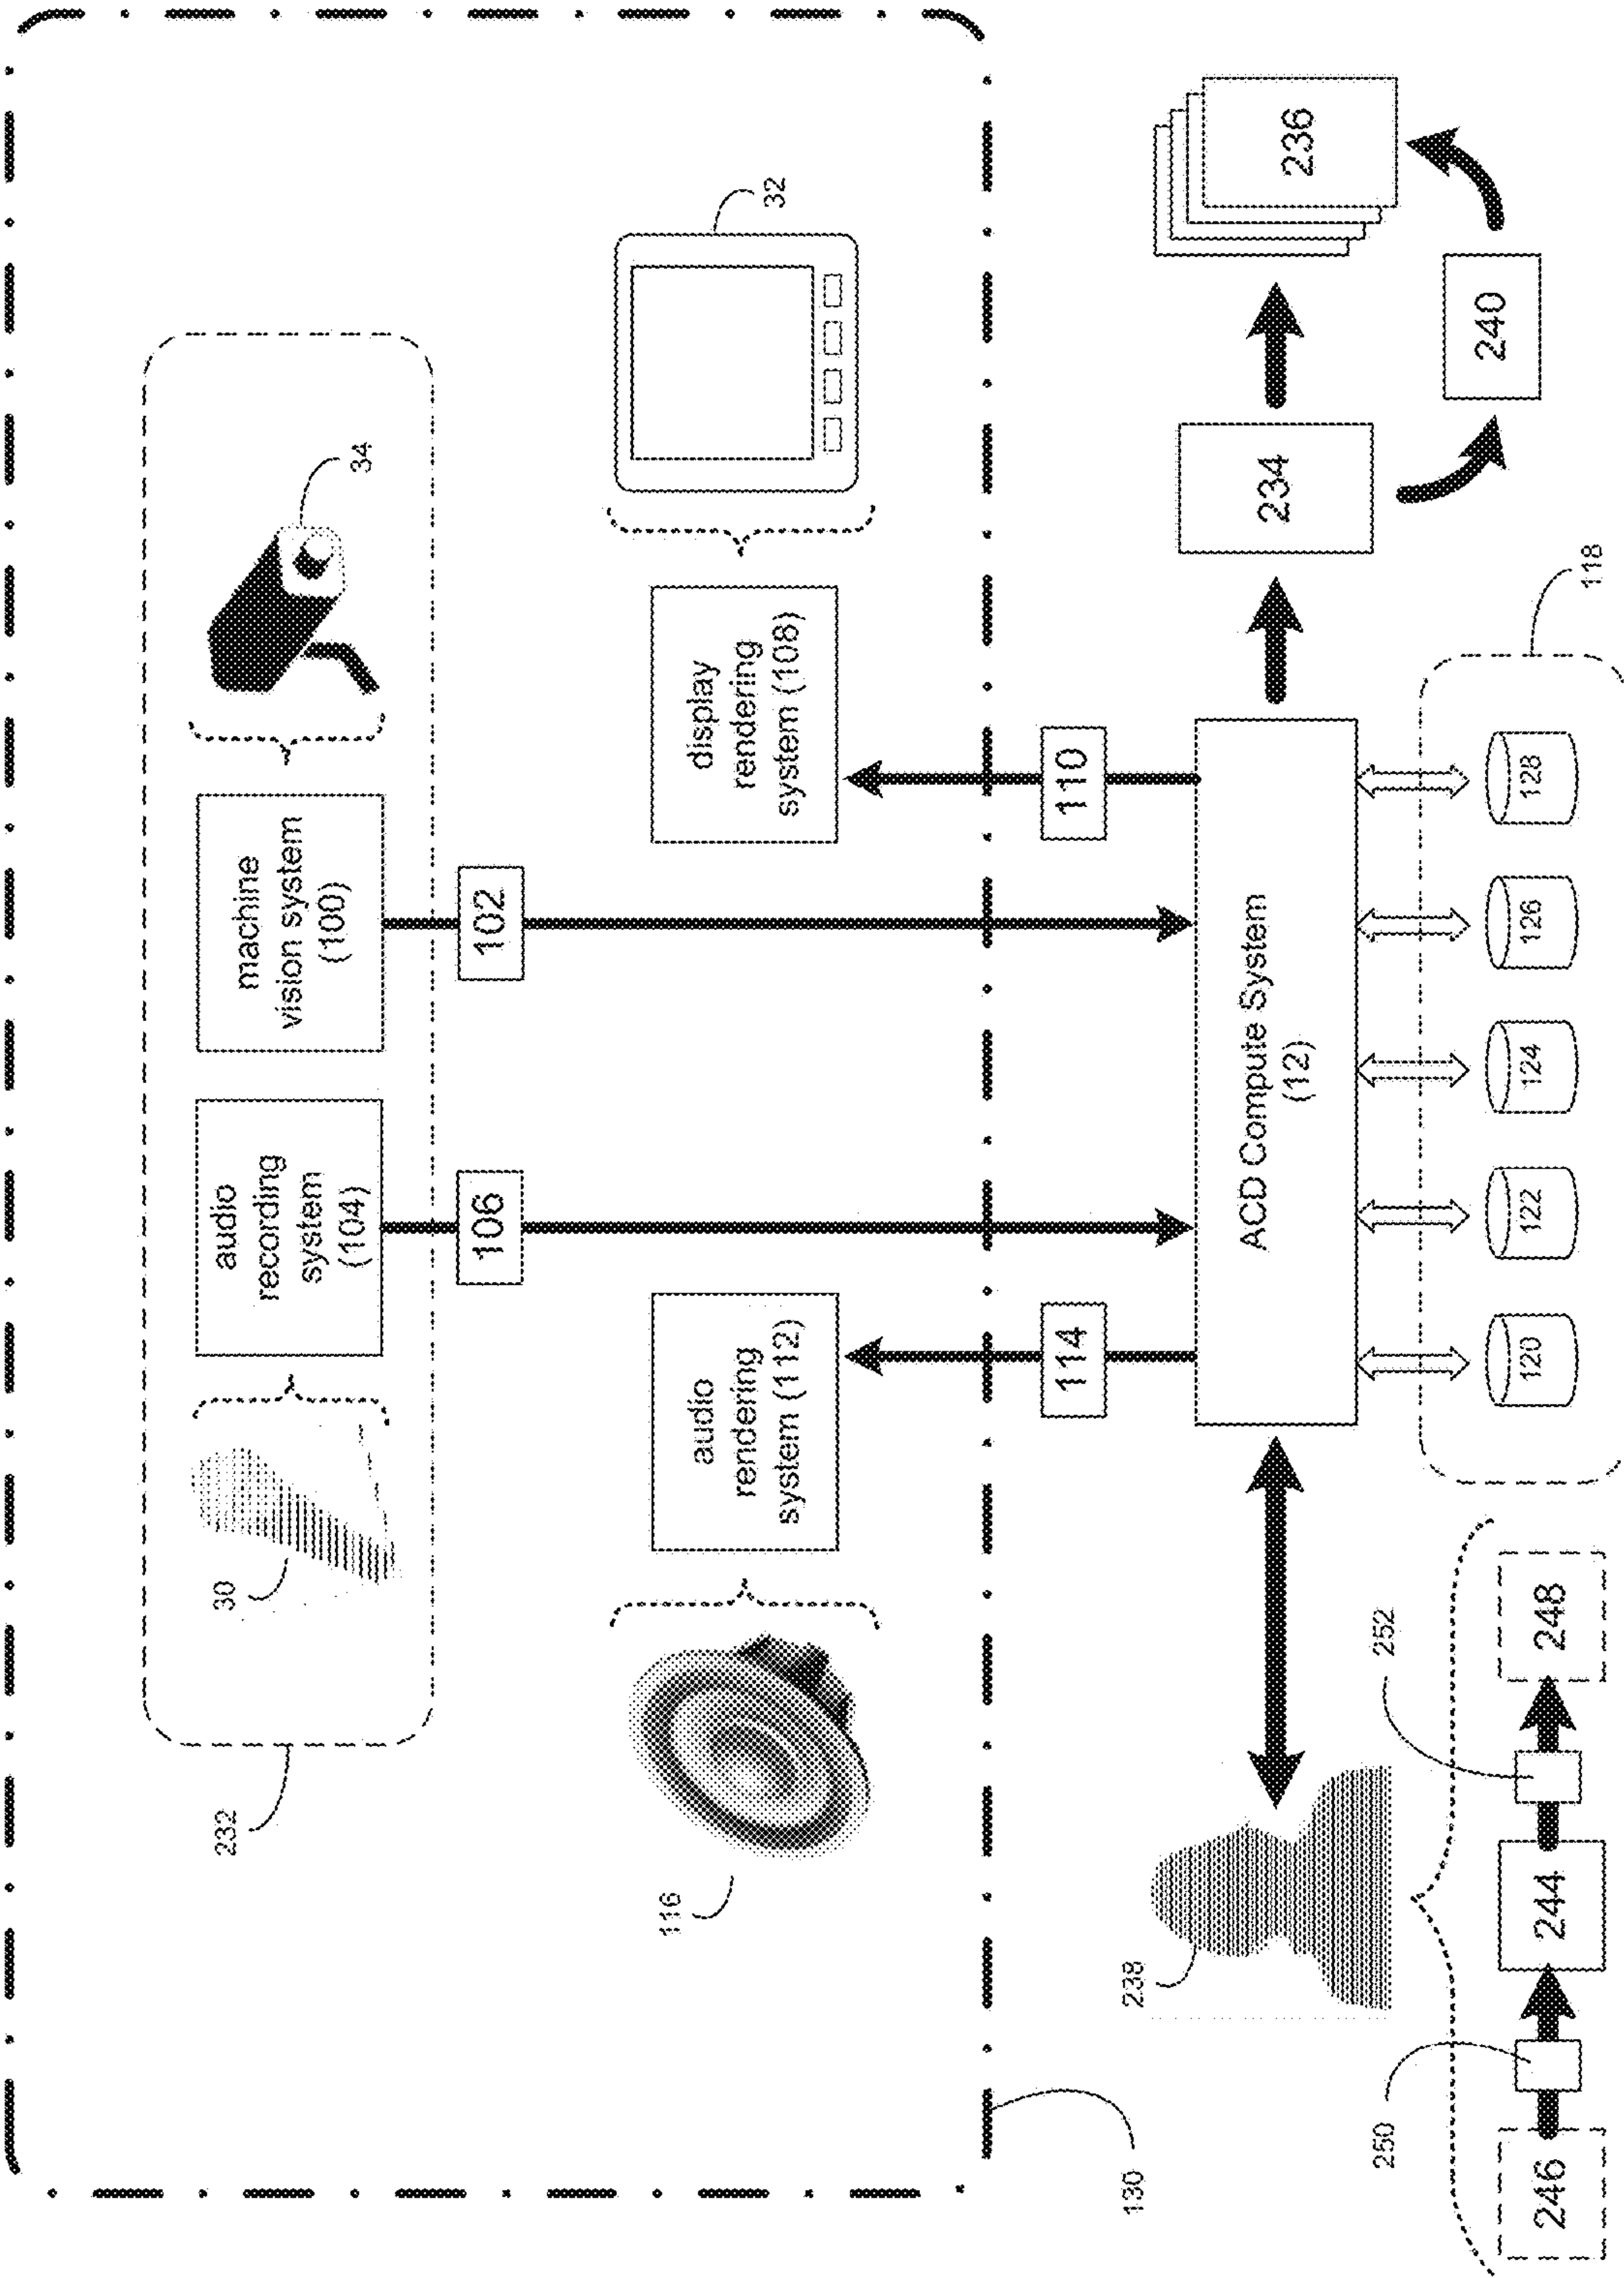 232
30
audio
recording
system
(104)
machine
vision system
(100)
34
106
102
116
audio
rendering
system (112)
display
rendering
system (108)
32
130
114
110
238
ACD Compute System
(12)
234
236
240
118
120
122
124
126
128
250
252
246
244
248